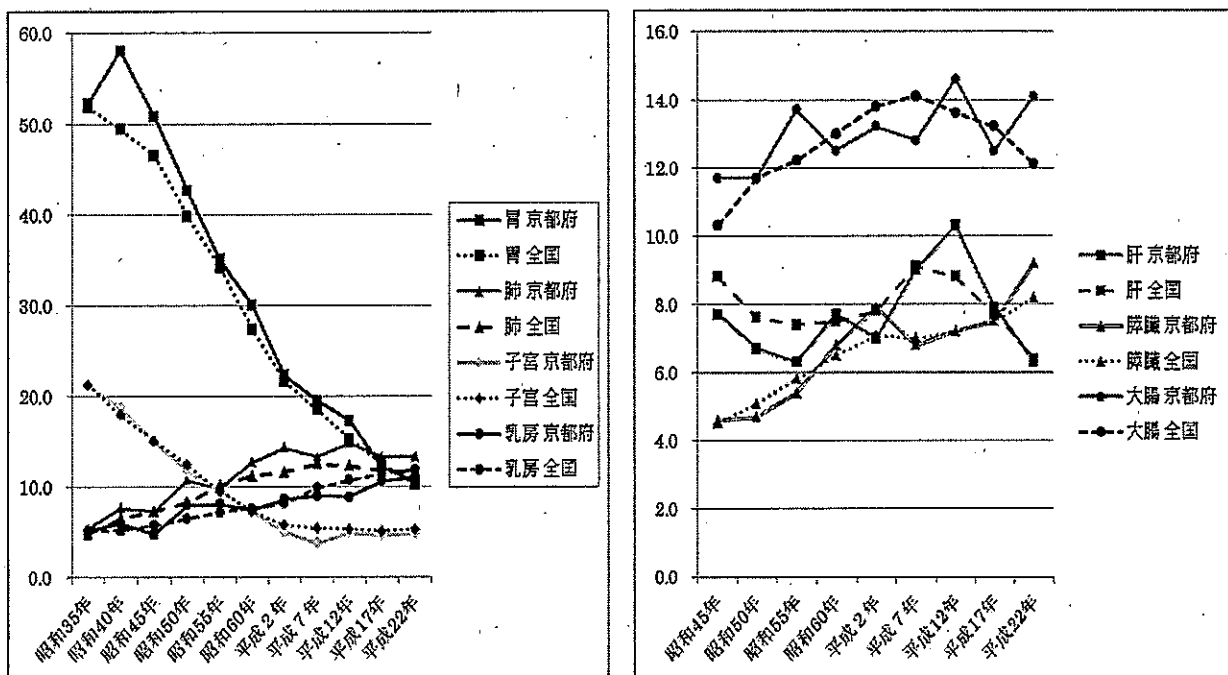 60.0
50.0
40.0
30.0
20.0
10.0
0.0
昭和35年
昭和40年
昭和45年
昭和50年
昭和55年
昭和60年
平成2年
平成7年
平成12年
平成17年
平成22年
胃 京都府
胃 全国
肺 京都府
肺 全国
子宮 京都府
子宮 全国
乳房 京都府
乳房 全国
16.0
14.0
12.0
10.0
8.0
6.0
4.0
2.0
0.0
昭和45年
昭和50年
昭和55年
昭和60年
平成2年
平成7年
平成12年
平成17年
平成22年
肝 京都府
肝 全国
膵臓 京都府
膵臓 全国
大腸 京都府
大腸 全国